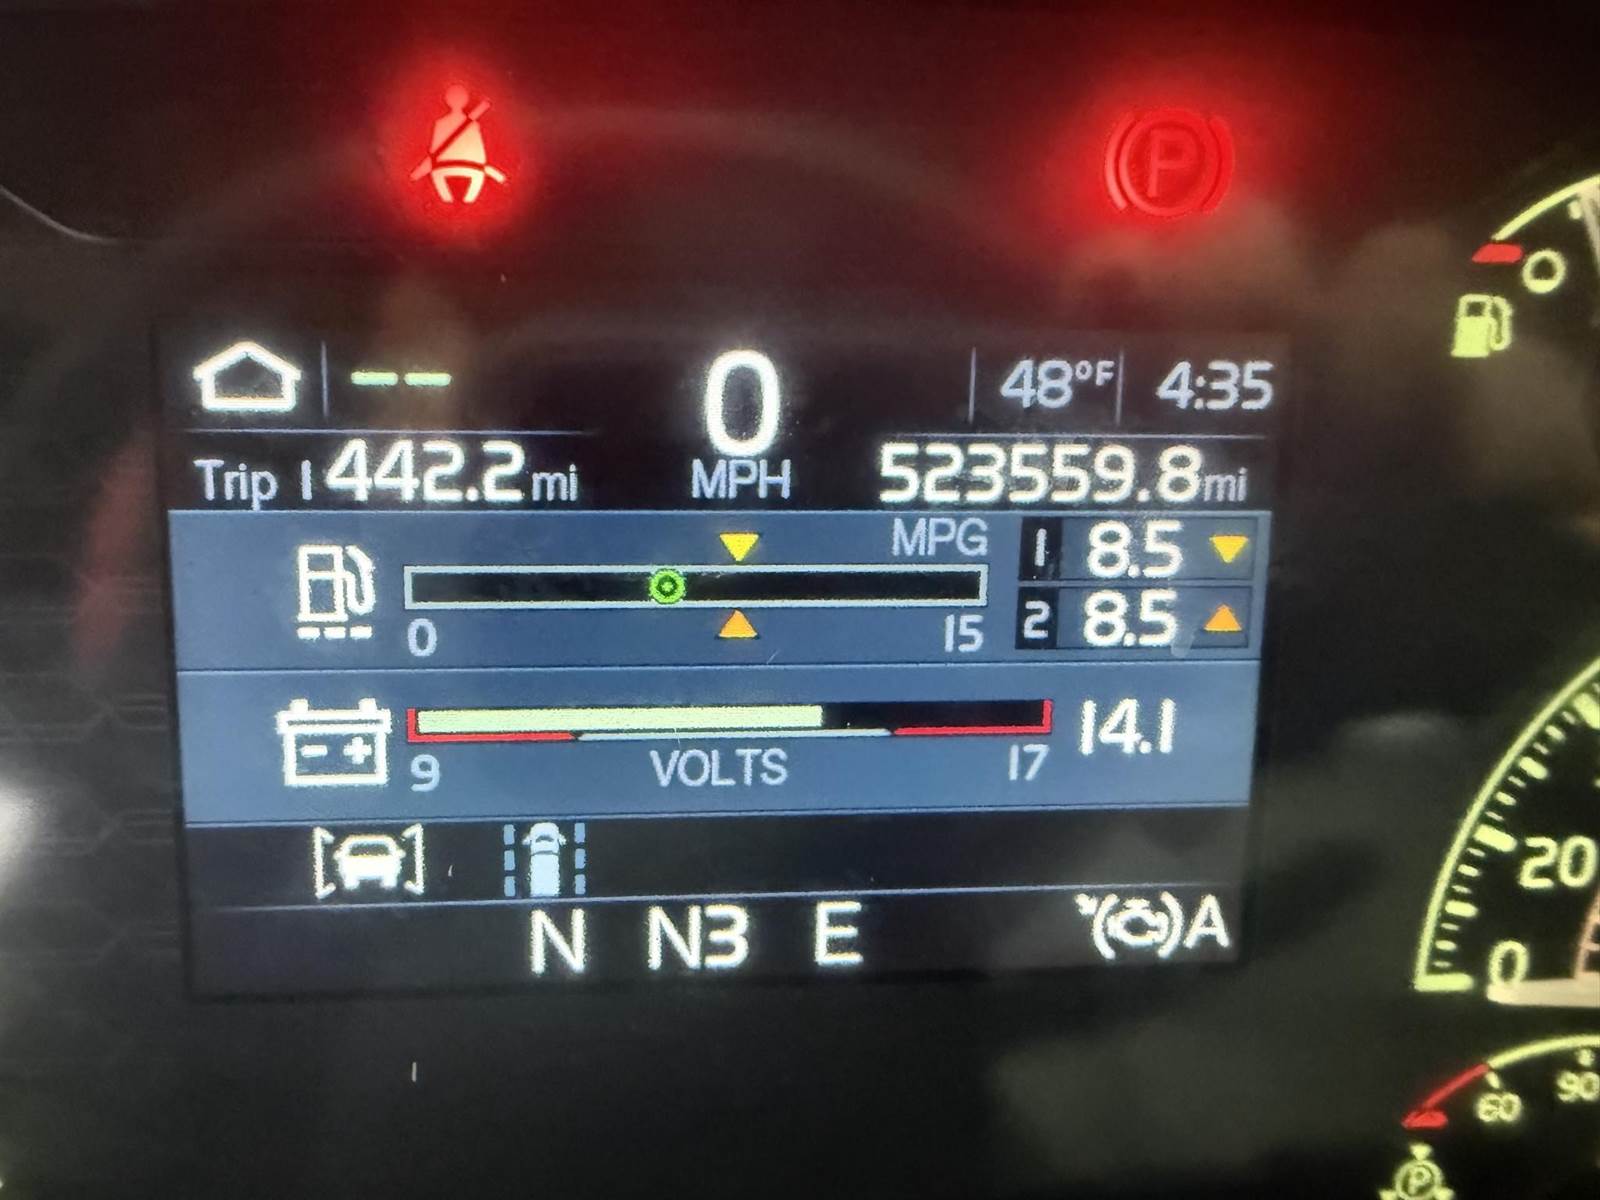 P
-- 0 48°F 4:35
Trip 1 442.2 mi MPH 523559.8 mi
MPG 1 8.5
0 15 2 8.5
- + 14.1
9 VOLTS 17
N N3 E A
20
0
60 90
P